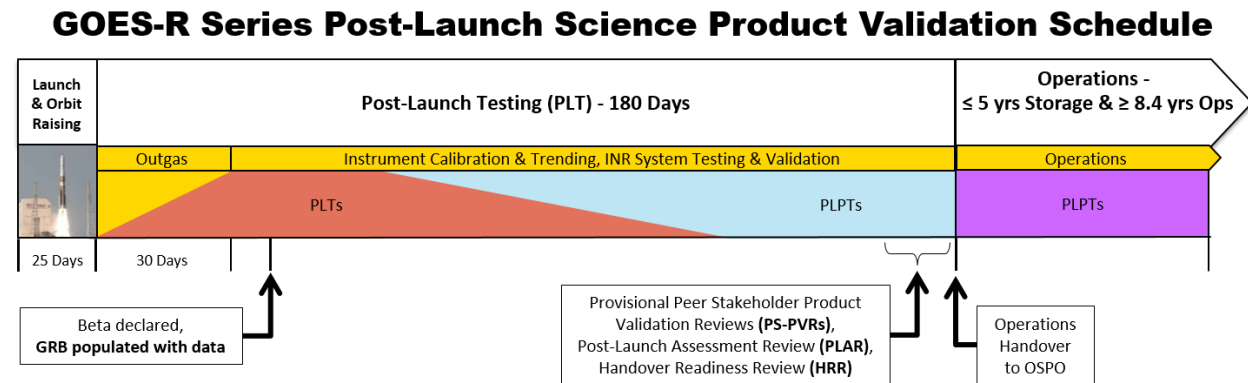 GOES-R Series Post-Launch Science Product Validation Schedule
Launch
& Orbit
Raising
Post-Launch Testing (PLT) - 180 Days
Operations -
≤ 5 yrs Storage & ≥ 8.4 yrs Ops
Outgas
Instrument Calibration & Trending, INR System Testing & Validation
Operations
PLTs
PLPTs
PLPTs
25 Days
30 Days
Beta declared,
GRB populated with data
Provisional Peer Stakeholder Product
Validation Reviews (PS-PVRs),
Post-Launch Assessment Review (PLAR),
Handover Readiness Review (HRR)
Operations
Handover
to OSPO